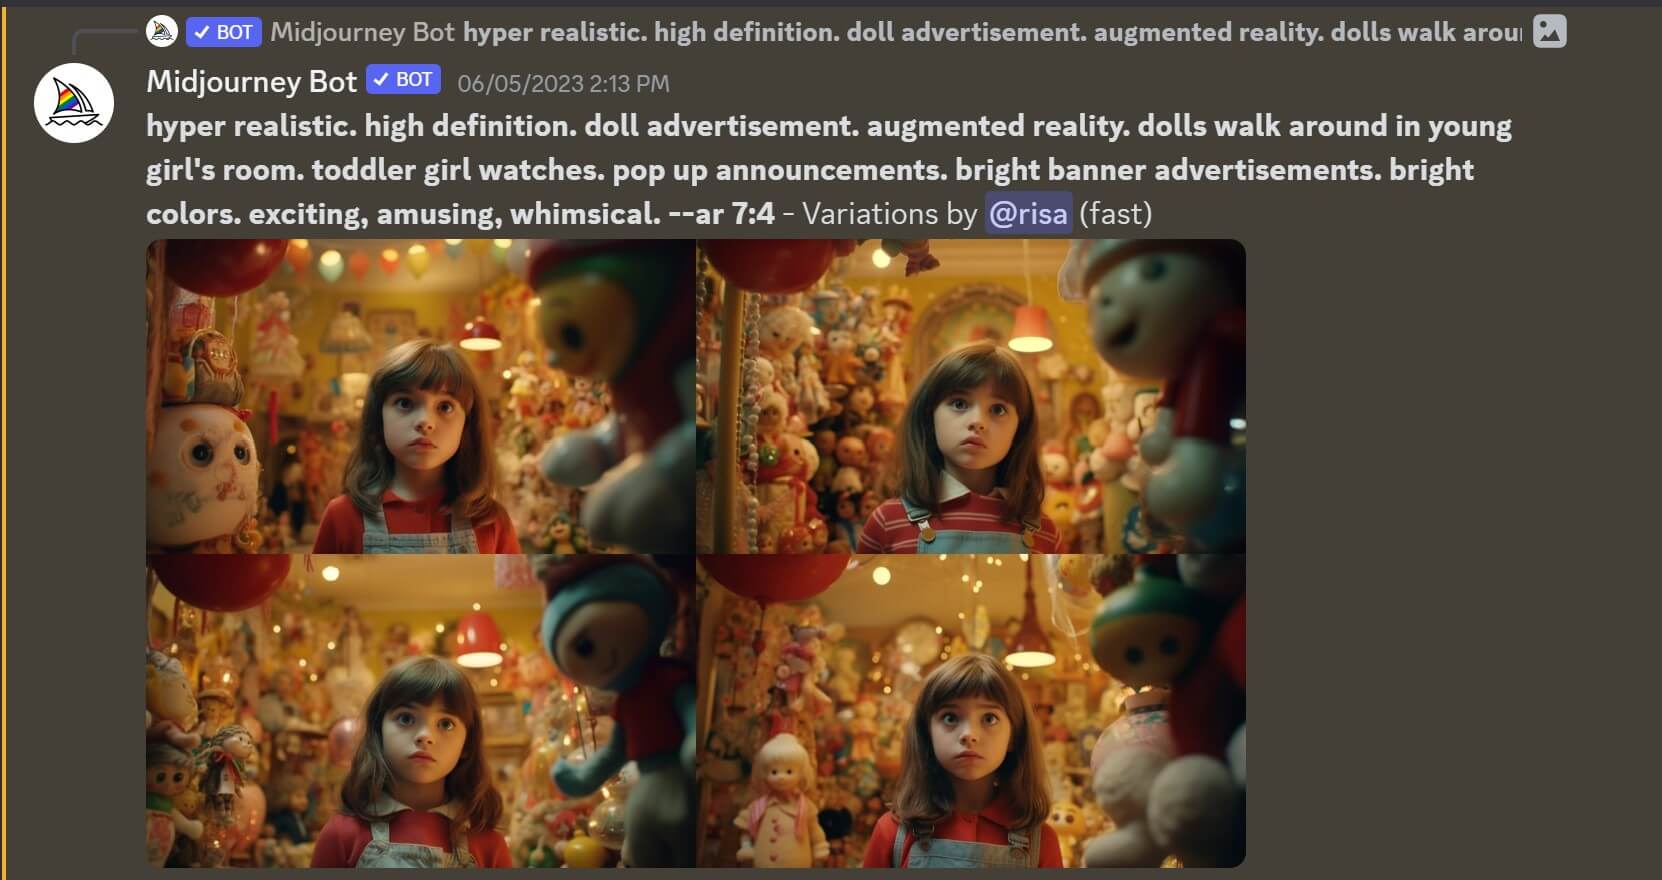 BOT Midjourney Bot hyper realistic. high definition. doll advertisement. augmented reality. dolls walk
Midjourney Bot BOT 06/05/2023 2:13 PM
hyper realistic. high definition. doll advertisement. augmented reality. dolls walk around in young
girl's room. toddler girl watches. pop up announcements. bright banner advertisements. bright
colors. exciting, amusing, whimsical. --ar 7:4 - Variations by @risa (fast)